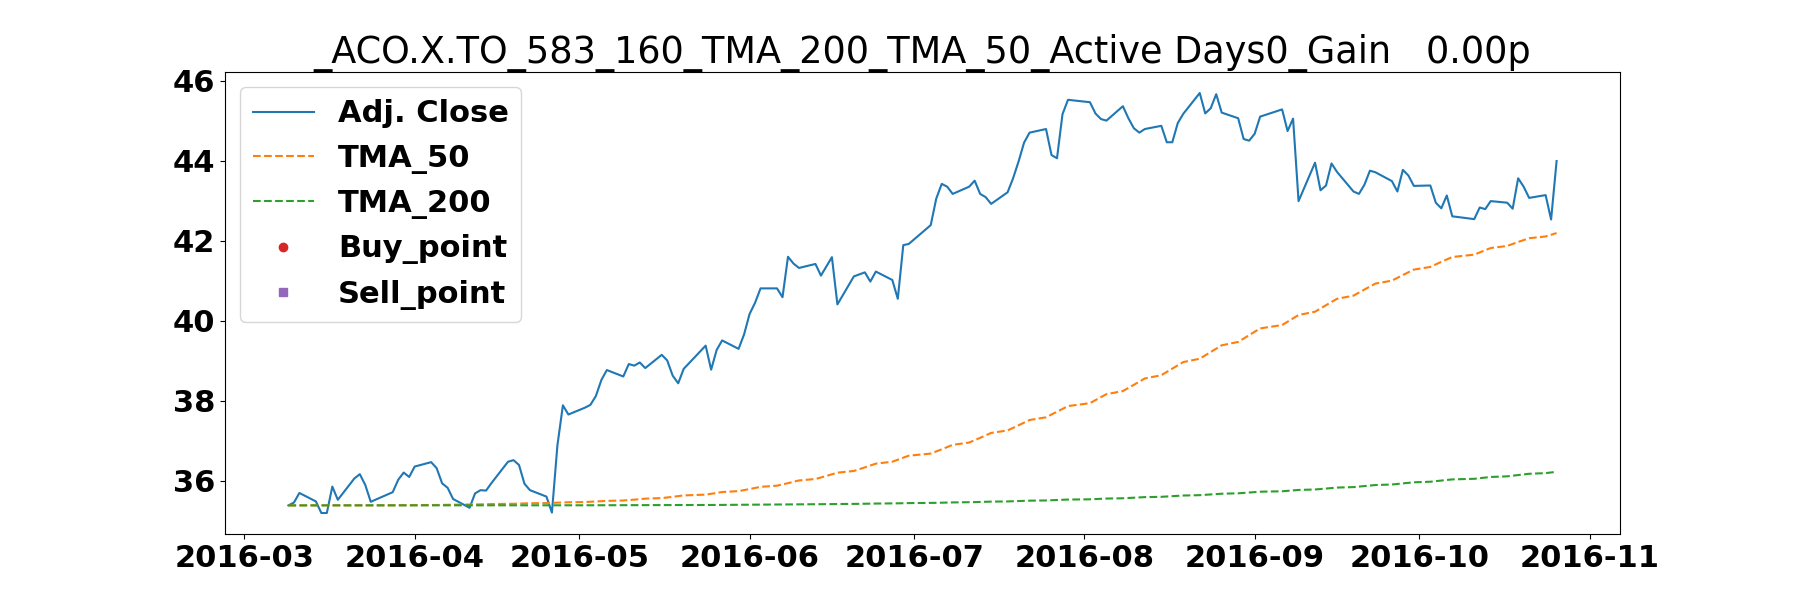 _ACO.X.TO_583_160_TMA_200_TMA_50_Active Days0_Gain   0.00p
46
44
42
40
38
36
Adj. Close
TMA_50
TMA_200
Buy_point
Sell_point
2016-03 2016-04 2016-05 2016-06 2016-07 2016-08 2016-09 2016-10 2016-11